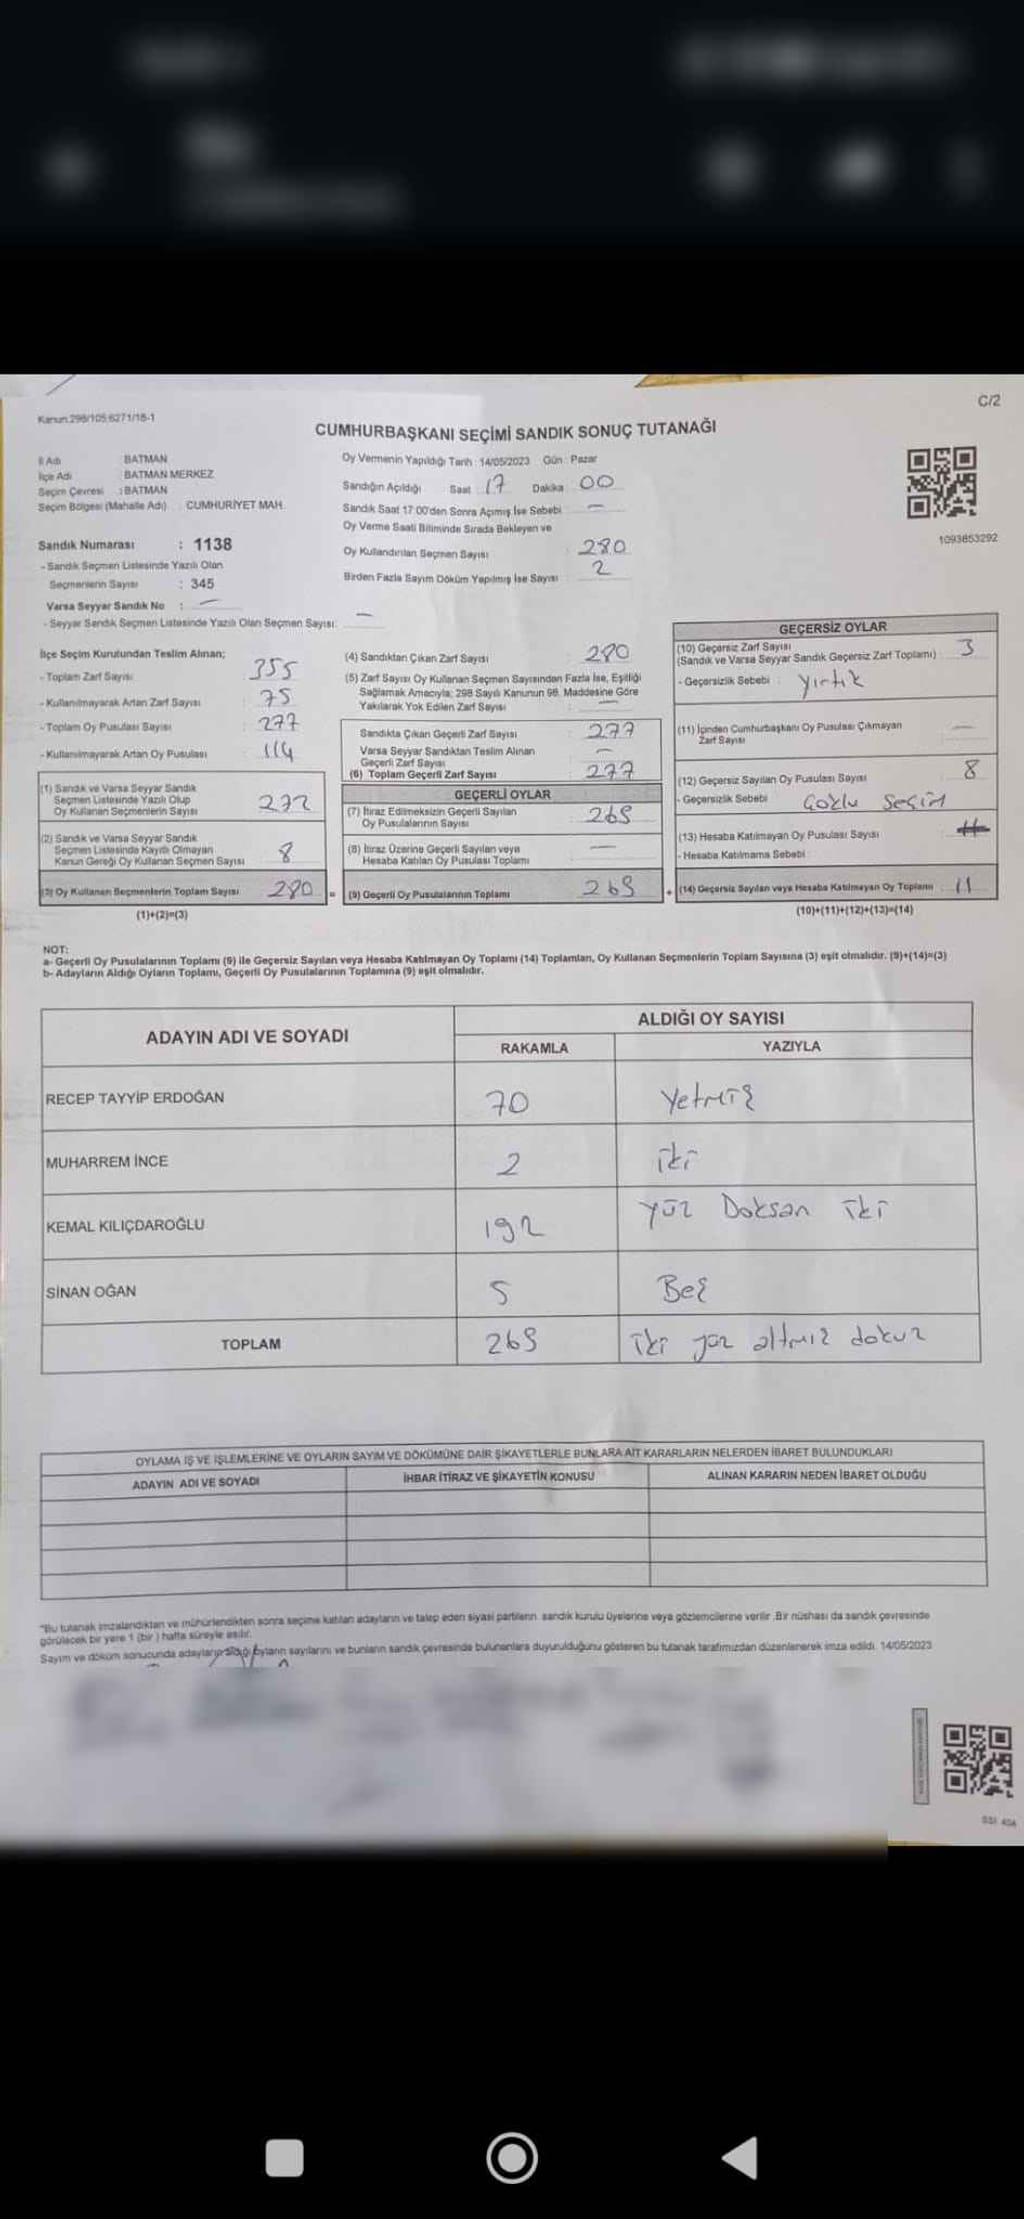 C/2
Kanun:298/105;6271/18-1
CUMHURBAŞKANI SEÇİMİ SANDIK SONUÇ TUTANAĞI
İl Adı : BATMAN
İlçe Adı : BATMAN MERKEZ
Seçim Çevresi : BATMAN
Seçim Bölgesi (Mahalle Adı) : CUMHURİYET MAH.
Oy Vermenin Yapıldığı Tarih : 14/05/2023 Gün : Pazar
Sandığın Açıldığı Saat 17 Dakika 00
Sandık Saat 17:00'den Sonra Açılmış İse Sebebi : —
Oy Verme Saati Bitiminde Sırada Bekleyen ve
Oy Kullandırılan Seçmen Sayısı : 280
Birden Fazla Sayım Döküm Yapılmış İse Sayısı : 2
1093853292
Sandık Numarası : 1138
- Sandık Seçmen Listesinde Yazılı Olan
Seçmenlerin Sayısı : 345
Varsa Seyyar Sandık No : —
- Seyyar Sandık Seçmen Listesinde Yazılı Olan Seçmen Sayısı: —
İlçe Seçim Kurulundan Teslim Alınan;
- Toplam Zarf Sayısı : 355
- Kullanılmayarak Artan Zarf Sayısı : 75
- Toplam Oy Pusulası Sayısı : 277
- Kullanılmayarak Artan Oy Pusulası : 114
(1) Sandık ve Varsa Seyyar Sandık
Seçmen Listesinde Yazılı Olup
Oy Kullanan Seçmenlerin Sayısı 272
(2) Sandık ve Varsa Seyyar Sandık
Seçmen Listesinde Kayıtlı Olmayan
Kanun Gereği Oy Kullanan Seçmen Sayısı 8
(3) Oy Kullanan Seçmenlerin Toplam Sayısı 280 =
(1)+(2)=(3)
(4) Sandıktan Çıkan Zarf Sayısı : 280
(5) Zarf Sayısı Oy Kullanan Seçmen Sayısından Fazla İse, Eşitliği
Sağlamak Amacıyla; 298 Sayılı Kanunun 98. Maddesine Göre
Yakılarak Yok Edilen Zarf Sayısı : —
Sandıkta Çıkan Geçerli Zarf Sayısı : 277
Varsa Seyyar Sandıktan Teslim Alınan
Geçerli Zarf Sayısı : —
(6) Toplam Geçerli Zarf Sayısı : 277
GEÇERLİ OYLAR
(7) İtiraz Edilmeksizin Geçerli Sayılan
Oy Pusulalarının Sayısı : 269
(8) İtiraz Üzerine Geçerli Sayılan veya
Hesaba Katılan Oy Pusulası Toplamı : —
(9) Geçerli Oy Pusulalarının Toplamı : 269 +
GEÇERSİZ OYLAR
(10) Geçersiz Zarf Sayısı
(Sandık ve Varsa Seyyar Sandık Geçersiz Zarf Toplamı) : 3
- Geçersizlik Sebebi : yırtık
(11) İçinden Cumhurbaşkanı Oy Pusulası Çıkmayan
Zarf Sayısı : —
(12) Geçersiz Sayılan Oy Pusulası Sayısı 8
- Geçersizlik Sebebi Çoklu seçim
(13) Hesaba Katılmayan Oy Pusulası Sayısı :
- Hesaba Katılmama Sebebi :
(14) Geçersiz Sayılan veya Hesaba Katılmayan Oy Toplamı : 11
(10)+(11)+(12)+(13)=(14)
NOT:
a- Geçerli Oy Pusulalarının Toplamı (9) ile Geçersiz Sayılan veya Hesaba Katılmayan Oy Toplamı (14) Toplamları, Oy Kullanan Seçmenlerin Toplam Sayısına (3) eşit olmalıdır. (9)+(14)=(3)
b- Adayların Aldığı Oyların Toplamı, Geçerli Oy Pusulalarının Toplamına (9) eşit olmalıdır.
ADAYIN ADI VE SOYADI
ALDIĞI OY SAYISI
RAKAMLA YAZIYLA
RECEP TAYYİP ERDOĞAN 70 yetmiş
MUHARREM İNCE 2 iki
KEMAL KILIÇDAROĞLU 192 yüz Doksan iki
SİNAN OĞAN 5 Beş
TOPLAM 269 iki yüz altmış dokuz
OYLAMA İŞ VE İŞLEMLERİNE VE OYLARIN SAYIM VE DÖKÜMÜNE DAİR ŞİKAYETLERLE BUNLARA AİT KARARLARIN NELERDEN İBARET BULUNDUKLARI
ADAYIN ADI VE SOYADI İHBAR İTİRAZ VE ŞİKAYETİN KONUSU ALINAN KARARIN NEDEN İBARET OLDUĞU
"Bu tutanak imzalandıktan ve mühürlendikten sonra seçime katılan adayların ve talep eden siyasi partilerin sandık kurulu üyelerine veya gözlemcilerine verilir. Bir nüshası da sandık çevresinde
görülecek bir yere 1 (bir) hafta süreyle asılır.
Sayım ve döküm sonucunda adayların aldığı oyların sayılarını ve bunların sandık çevresinde bulunanlara duyurulduğunu gösteren bu tutanak tarafımızdan düzenlenerek imza edildi. 14/05/2023